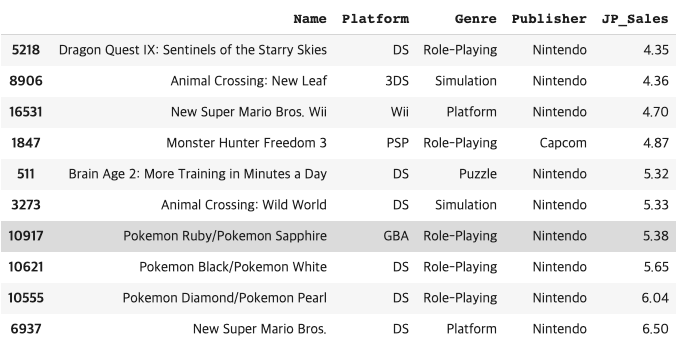 Name Platform Genre Publisher JP_Sales
5218 Dragon Quest IX: Sentinels of the Starry Skies DS Role-Playing Nintendo 4.35
8906 Animal Crossing: New Leaf 3DS Simulation Nintendo 4.36
16531 New Super Mario Bros. Wii Wii Platform Nintendo 4.70
1847 Monster Hunter Freedom 3 PSP Role-Playing Capcom 4.87
511 Brain Age 2: More Training in Minutes a Day DS Puzzle Nintendo 5.32
3273 Animal Crossing: Wild World DS Simulation Nintendo 5.33
10917 Pokemon Ruby/Pokemon Sapphire GBA Role-Playing Nintendo 5.38
10621 Pokemon Black/Pokemon White DS Role-Playing Nintendo 5.65
10555 Pokemon Diamond/Pokemon Pearl DS Role-Playing Nintendo 6.04
6937 New Super Mario Bros. DS Platform Nintendo 6.50